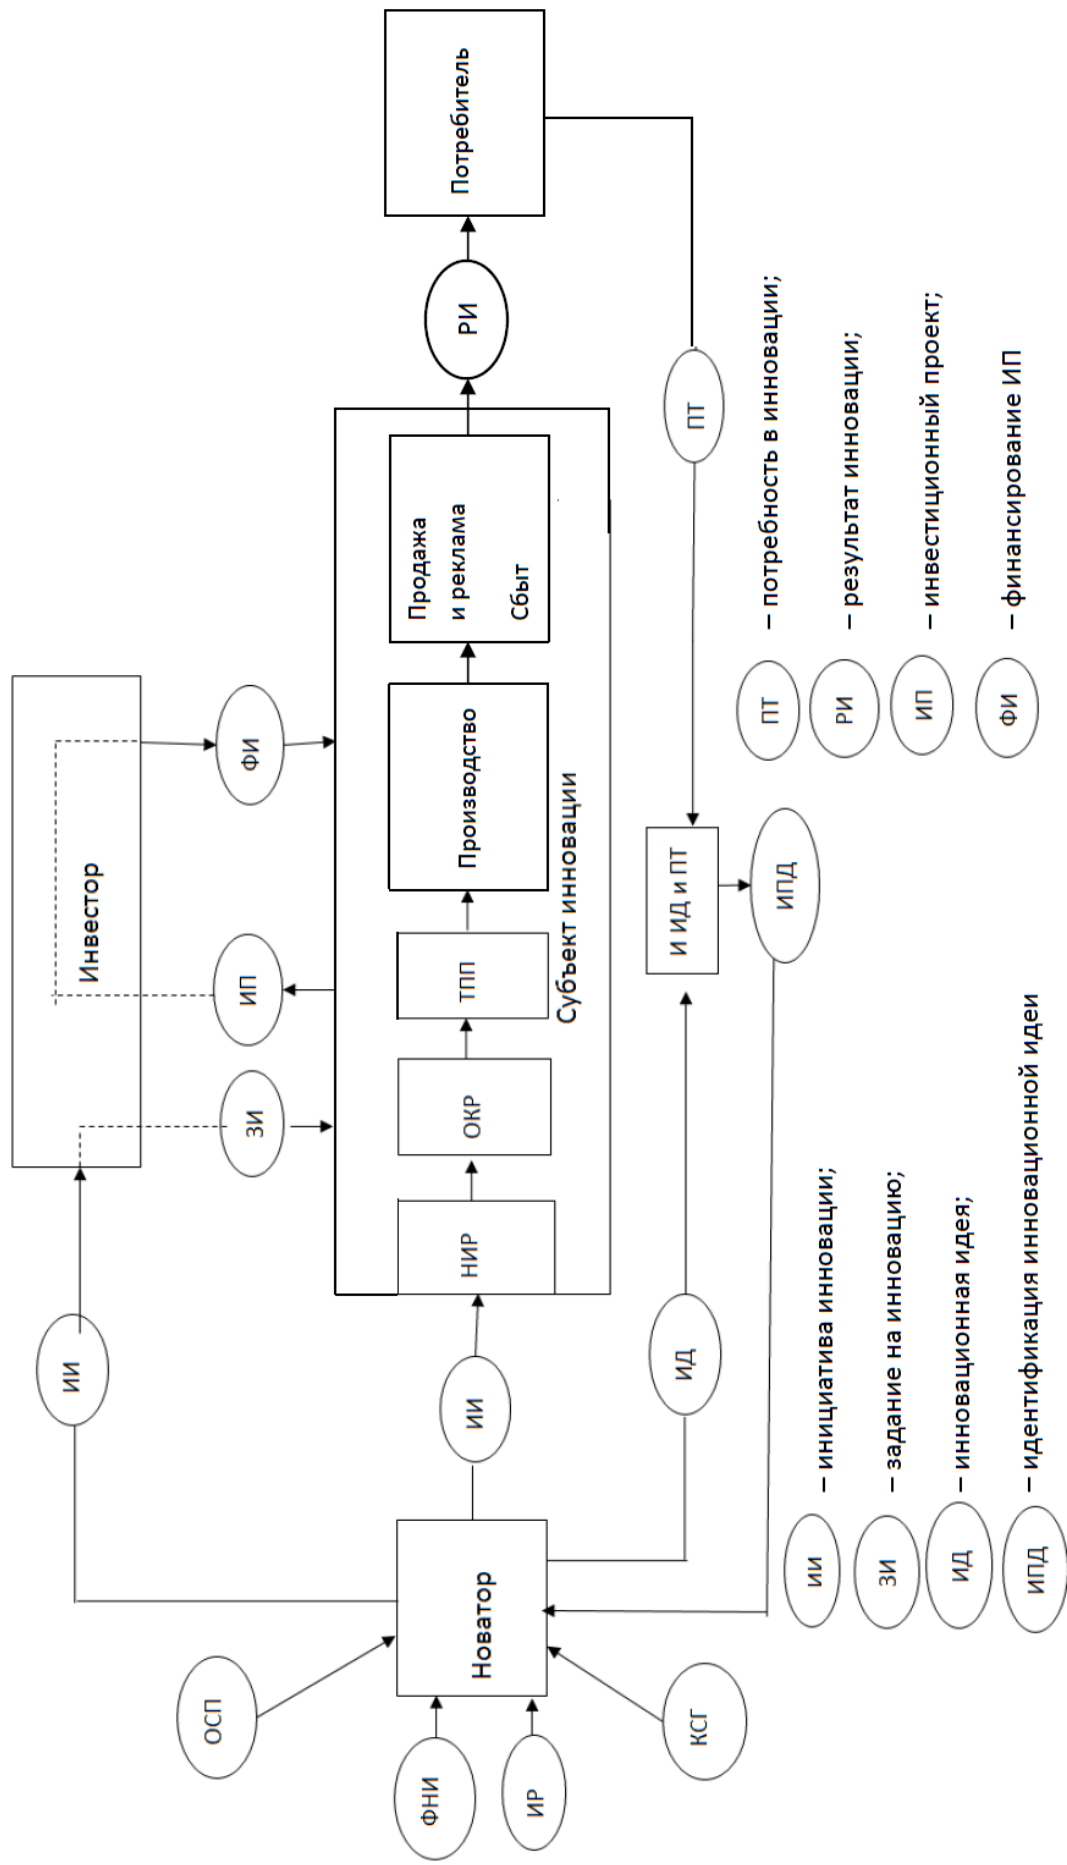 Инвестор
ИИ
ЗИ
ИП
ФИ
ОСП
ФНИ
ИР
КСГ
Новатор
ИИ
НИР
ОКР
ТПП
Производство
Продажа
и реклама
Сбыт
Субъект инновации
РИ
Потребитель
ИД
И ИД и ПТ
ПТ
ИПД
ИИ – инициатива инновации;
ЗИ – задание на инновацию;
ИД – инновационная идея;
ИПД – идентификация инновационной идеи
ПТ – потребность в инновации;
РИ – результат инновации;
ИП – инвестиционный проект;
ФИ – финансирование ИП